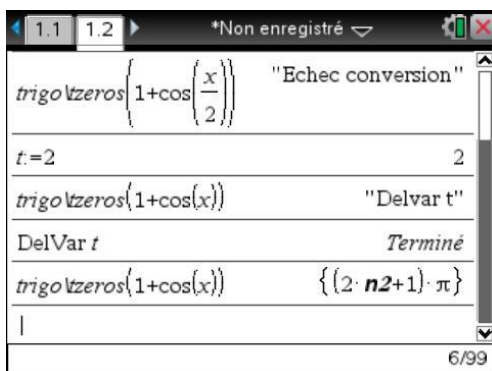 1.1 1.2 *Non enregistré
trigo\tzeros(1+cos(x/2)) "Echec conversion"
t:=2 2
trigo\tzeros(1+cos(x)) "Delvar t"
DelVar t Terminé
trigo\tzeros(1+cos(x)) {(2·n2+1)·π}
6/99